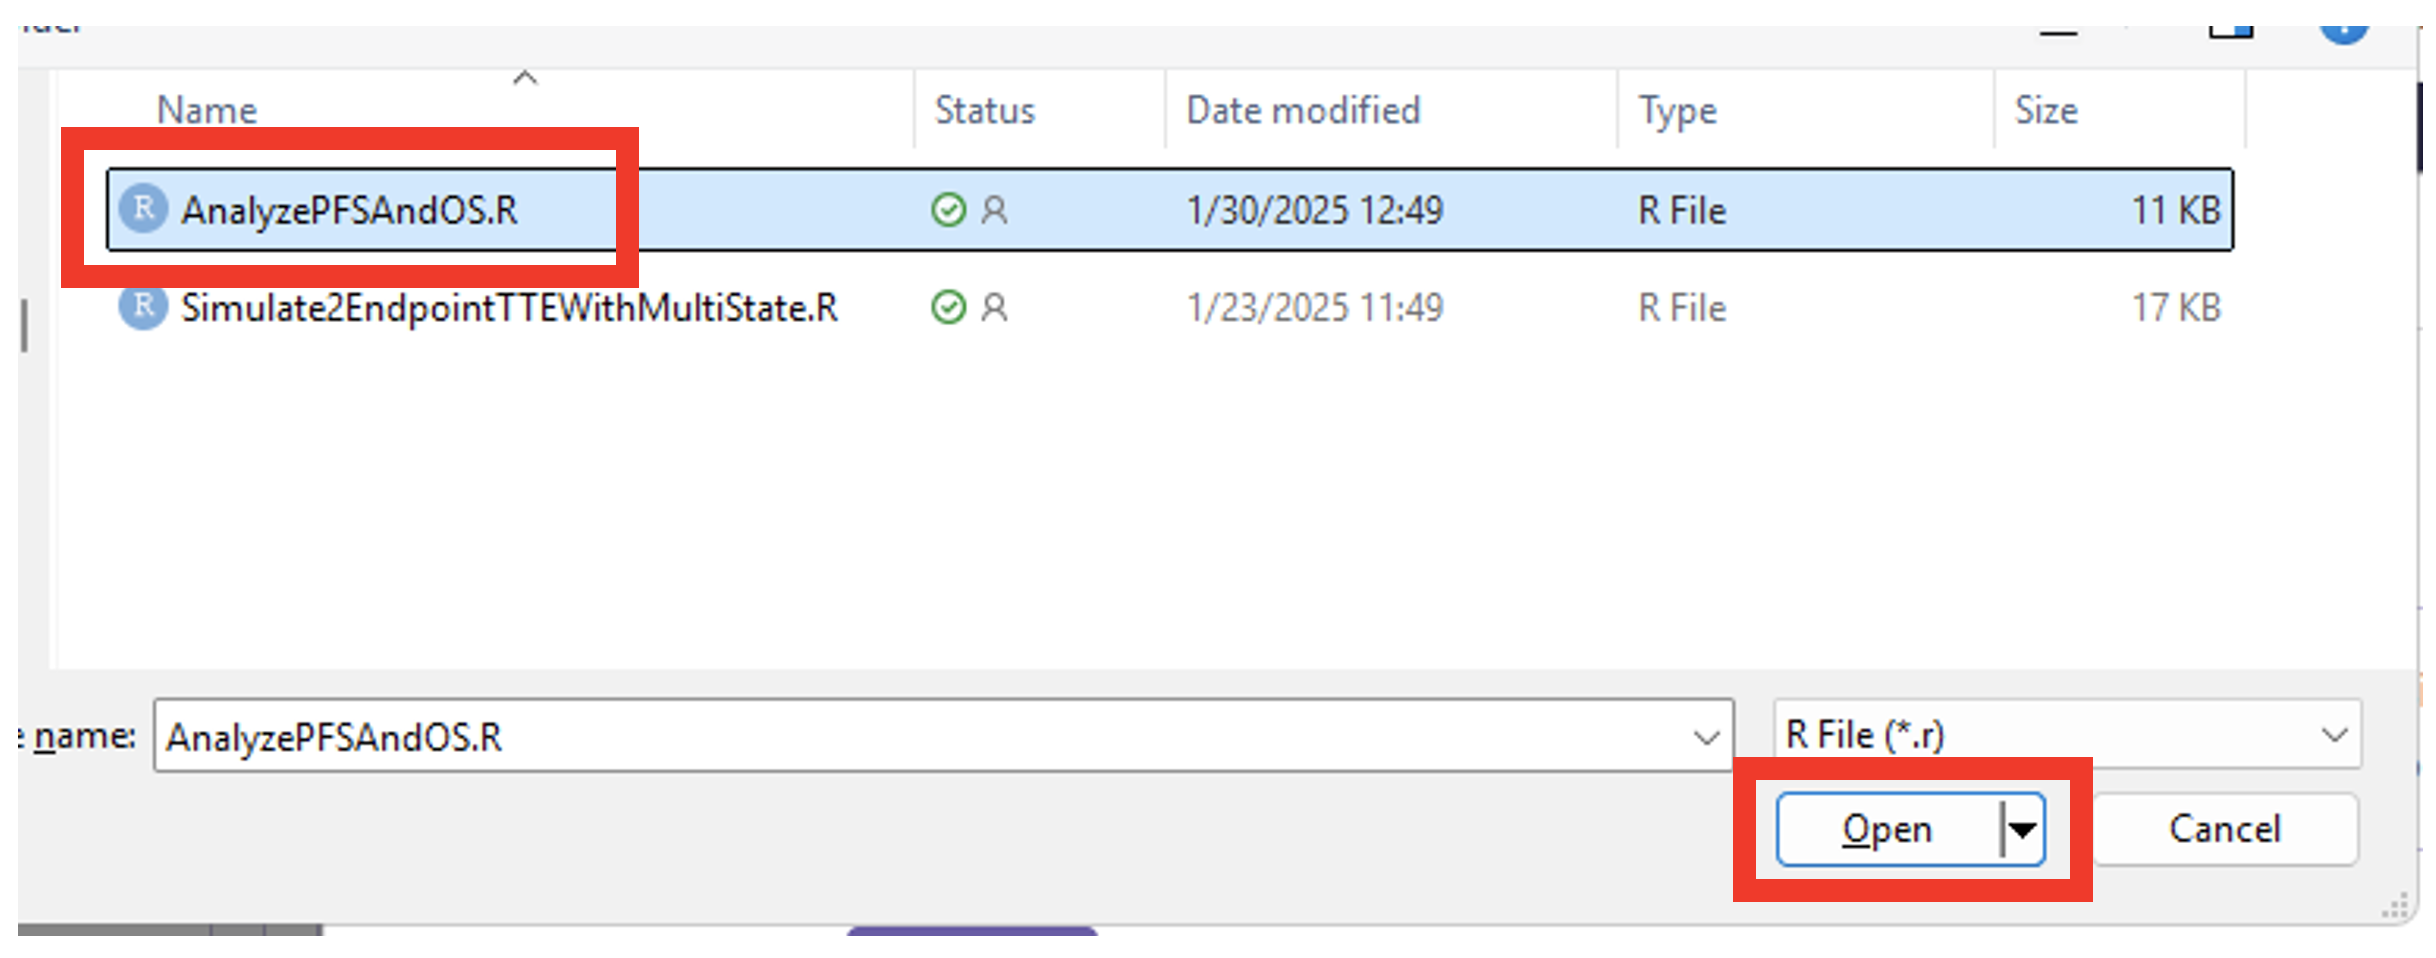 Name Status Date modified Type Size
R AnalyzePFSAndOS.R 1/30/2025 12:49 R File 11 KB
R Simulate2EndpointTTEWithMultiState.R 1/23/2025 11:49 R File 17 KB
name: AnalyzePFSAndOS.R R File (*.r)
Open Cancel